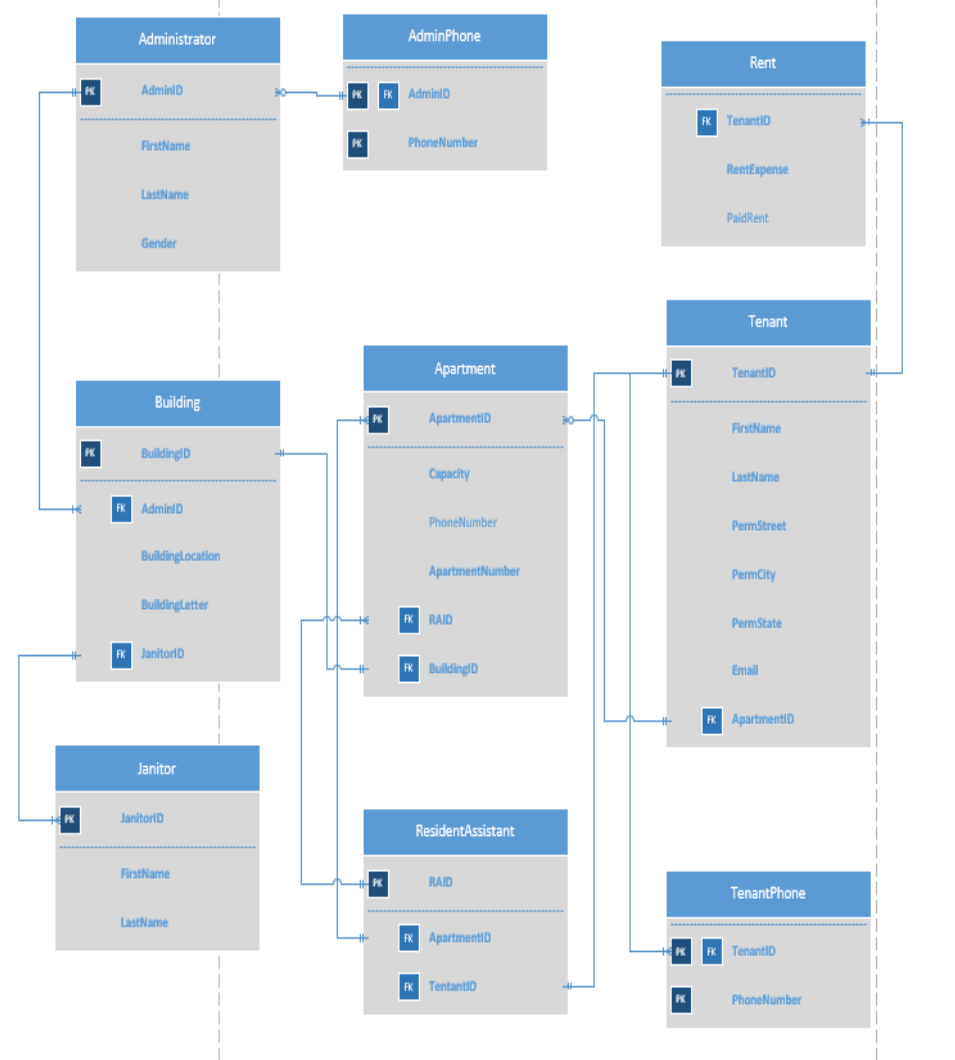 Administrator
PK AdminID
FirstName
LastName
Gender
AdminPhone
PK FK AdminID
PK PhoneNumber
Rent
FK TenantID
RentExpense
PaidRent
Building
PK BuildingID
FK AdminID
BuildingLocation
BuildingLetter
FK JanitorID
Apartment
PK ApartmentID
Capacity
PhoneNumber
ApartmentNumber
FK RAID
FK BuildingID
Tenant
PK TenantID
FirstName
LastName
PermStreet
PermCity
PermState
Email
FK ApartmentID
Janitor
PK JanitorID
FirstName
LastName
ResidentAssistant
PK RAID
FK ApartmentID
FK TentantID
TenantPhone
PK FK TenantID
PK PhoneNumber